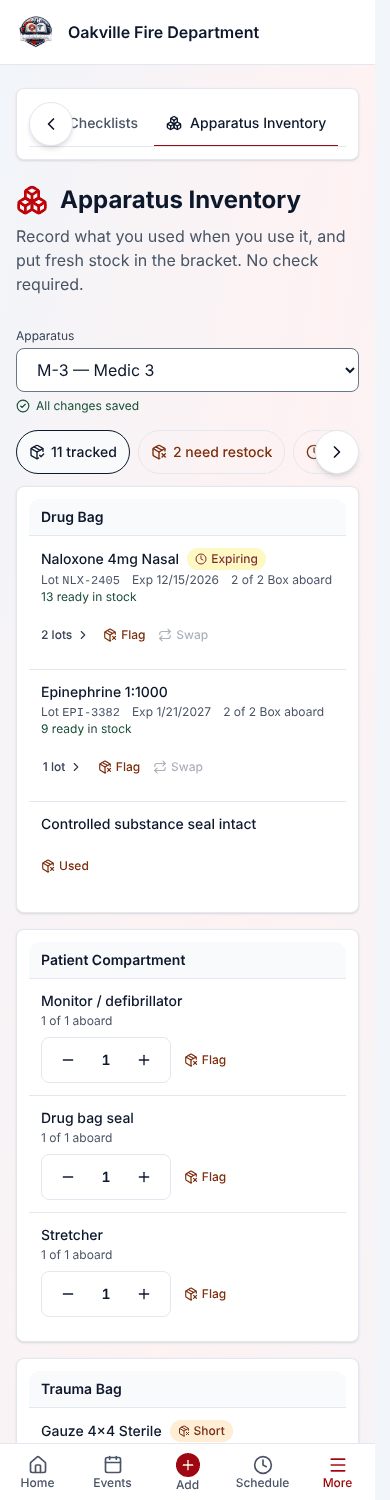 Oakville Fire Department
Checklists
Apparatus Inventory
Apparatus Inventory
Record what you used when you use it, and
put fresh stock in the bracket. No check
required.
Apparatus
M-3 — Medic 3
All changes saved
11 tracked
2 need restock
Drug Bag
Naloxone 4mg Nasal Expiring
Lot NLX-2405 Exp 12/15/2026 2 of 2 Box aboard
13 ready in stock
2 lots Flag Swap
Epinephrine 1:1000
Lot EPI-3382 Exp 1/21/2027 2 of 2 Box aboard
9 ready in stock
1 lot Flag Swap
Controlled substance seal intact
Used
Patient Compartment
Monitor / defibrillator
1 of 1 aboard
− 1 + Flag
Drug bag seal
1 of 1 aboard
− 1 + Flag
Stretcher
1 of 1 aboard
− 1 + Flag
Trauma Bag
Gauze 4×4 Sterile Short
Home Events Add Schedule More